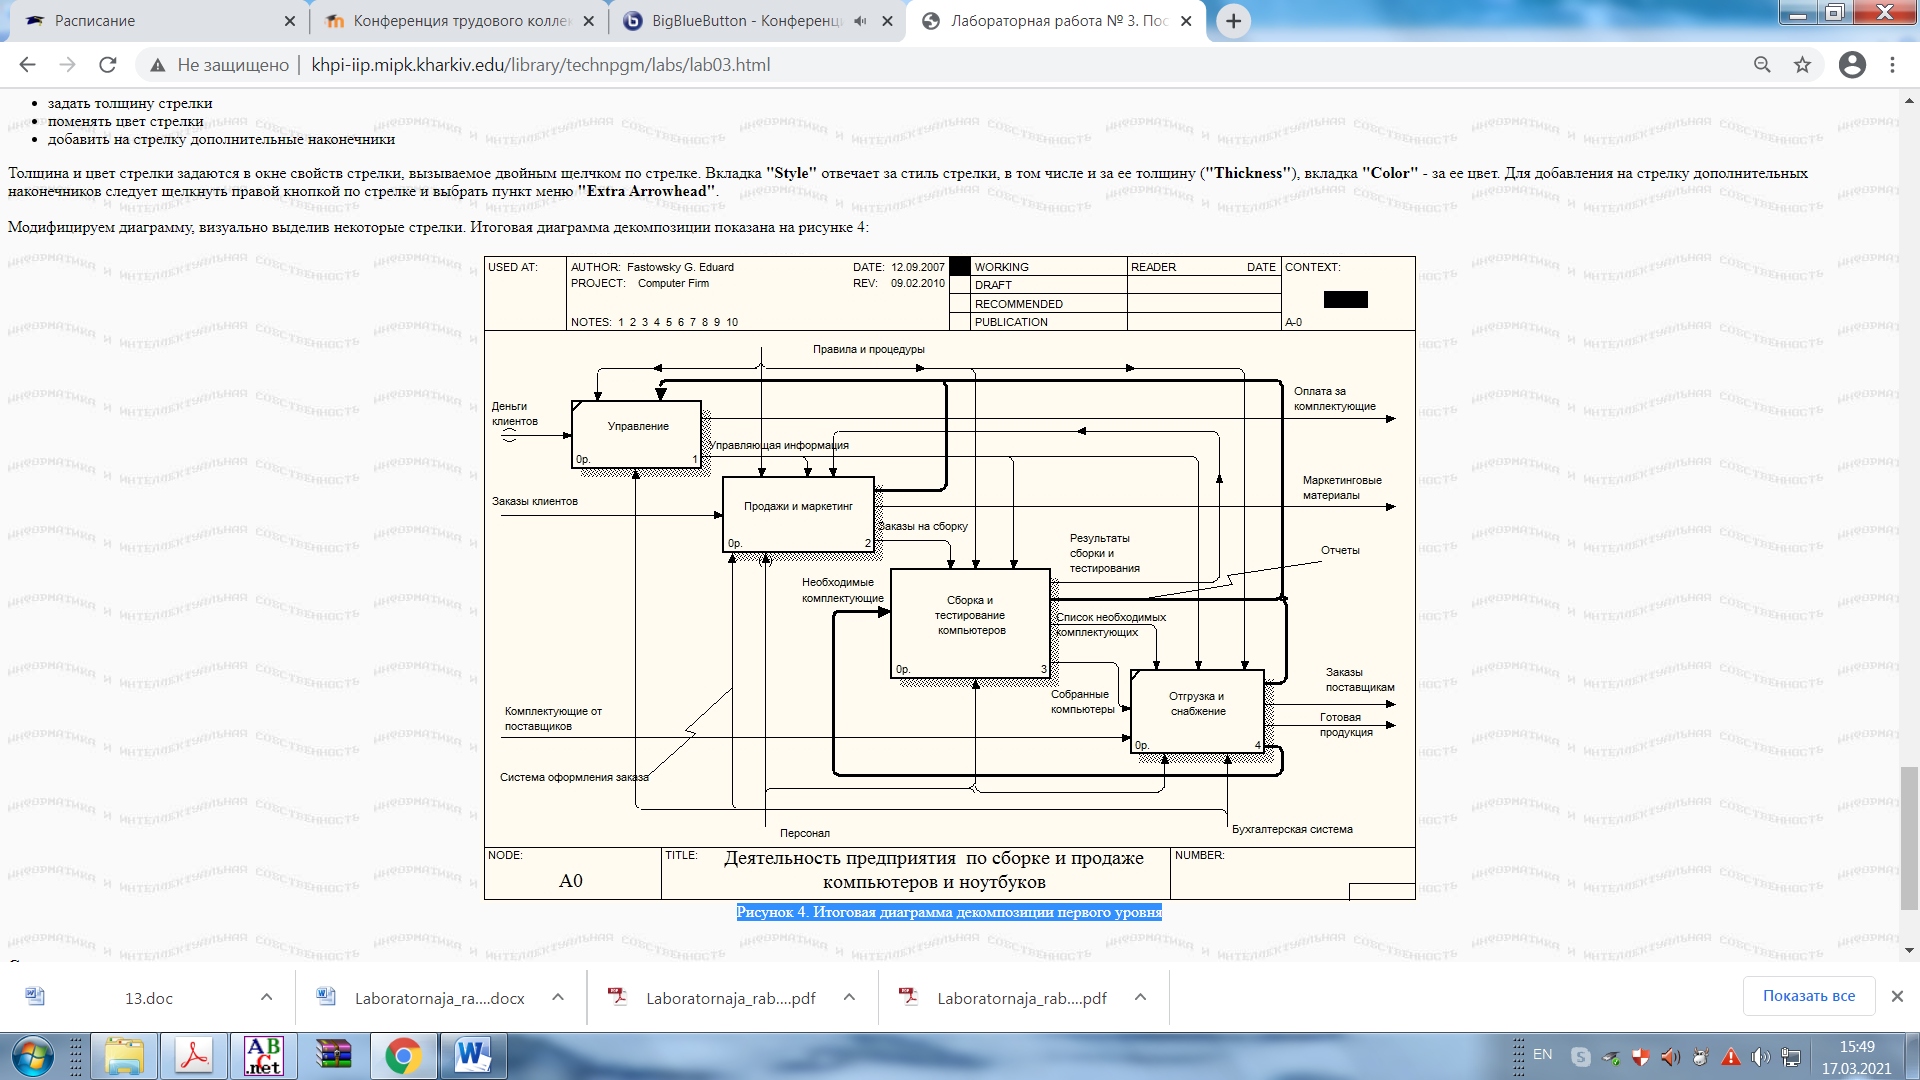 Расписание
Конференция трудового колле
BigBlueButton - Конференци
Лабораторная работа № 3. Пос
Не защищено
khpi-iip.mipk.kharkiv.edu/library/technpgm/labs/lab03.html
задать толщину стрелки
поменять цвет стрелки
добавить на стрелку дополнительные наконечники
Толщина и цвет стрелки задаются в окне свойств стрелки, вызываемое двойным щелчком по стрелке. Вкладка "Style" отвечает за стиль стрелки, в том числе и за ее толщину ("Thickness"), вкладка "Color" - за ее цвет. Для добавления на стрелку дополнительных
наконечников следует щелкнуть правой кнопкой по стрелке и выбрать пункт меню "Extra Arrowhead".
Модифицируем диаграмму, визуально выделив некоторые стрелки. Итоговая диаграмма декомпозиции показана на рисунке 4:
USED AT:
AUTHOR: Fastowsky G. Eduard
DATE: 12.09.2007
PROJECT: Computer Firm
REV: 09.02.2010
NOTES: 1 2 3 4 5 6 7 8 9 10
WORKING
DRAFT
RECOMMENDED
PUBLICATION
READER
DATE
CONTEXT:
A-0
Правила и процедуры
Оплата за
комплектующие
Деньги
клиентов
Управление
0р.
1
Управляющая информация
Маркетинговые
материалы
Заказы клиентов
Продажи и маркетинг
0р.
2
Заказы на сборку
Результаты
сборки и
тестирования
Отчеты
Необходимые
комплектующие
Сборка и
тестирование
компьютеров
0р.
3
Список необходимых
комплектующих
Собранные
компьютеры
Отгрузка и
снабжение
0р.
4
Заказы
поставщикам
Готовая
продукция
Комплектующие от
поставщиков
Система оформления заказа
Персонал
Бухгалтерская система
NODE:
A0
TITLE:
Деятельность предприятия по сборке и продаже
компьютеров и ноутбуков
NUMBER:
Рисунок 4. Итоговая диаграмма декомпозиции первого уровня
13.doc
Laboratornaja_ra....docx
Laboratornaja_rab....pdf
Laboratornaja_rab....pdf
Показать все
EN
15:49
17.03.2021